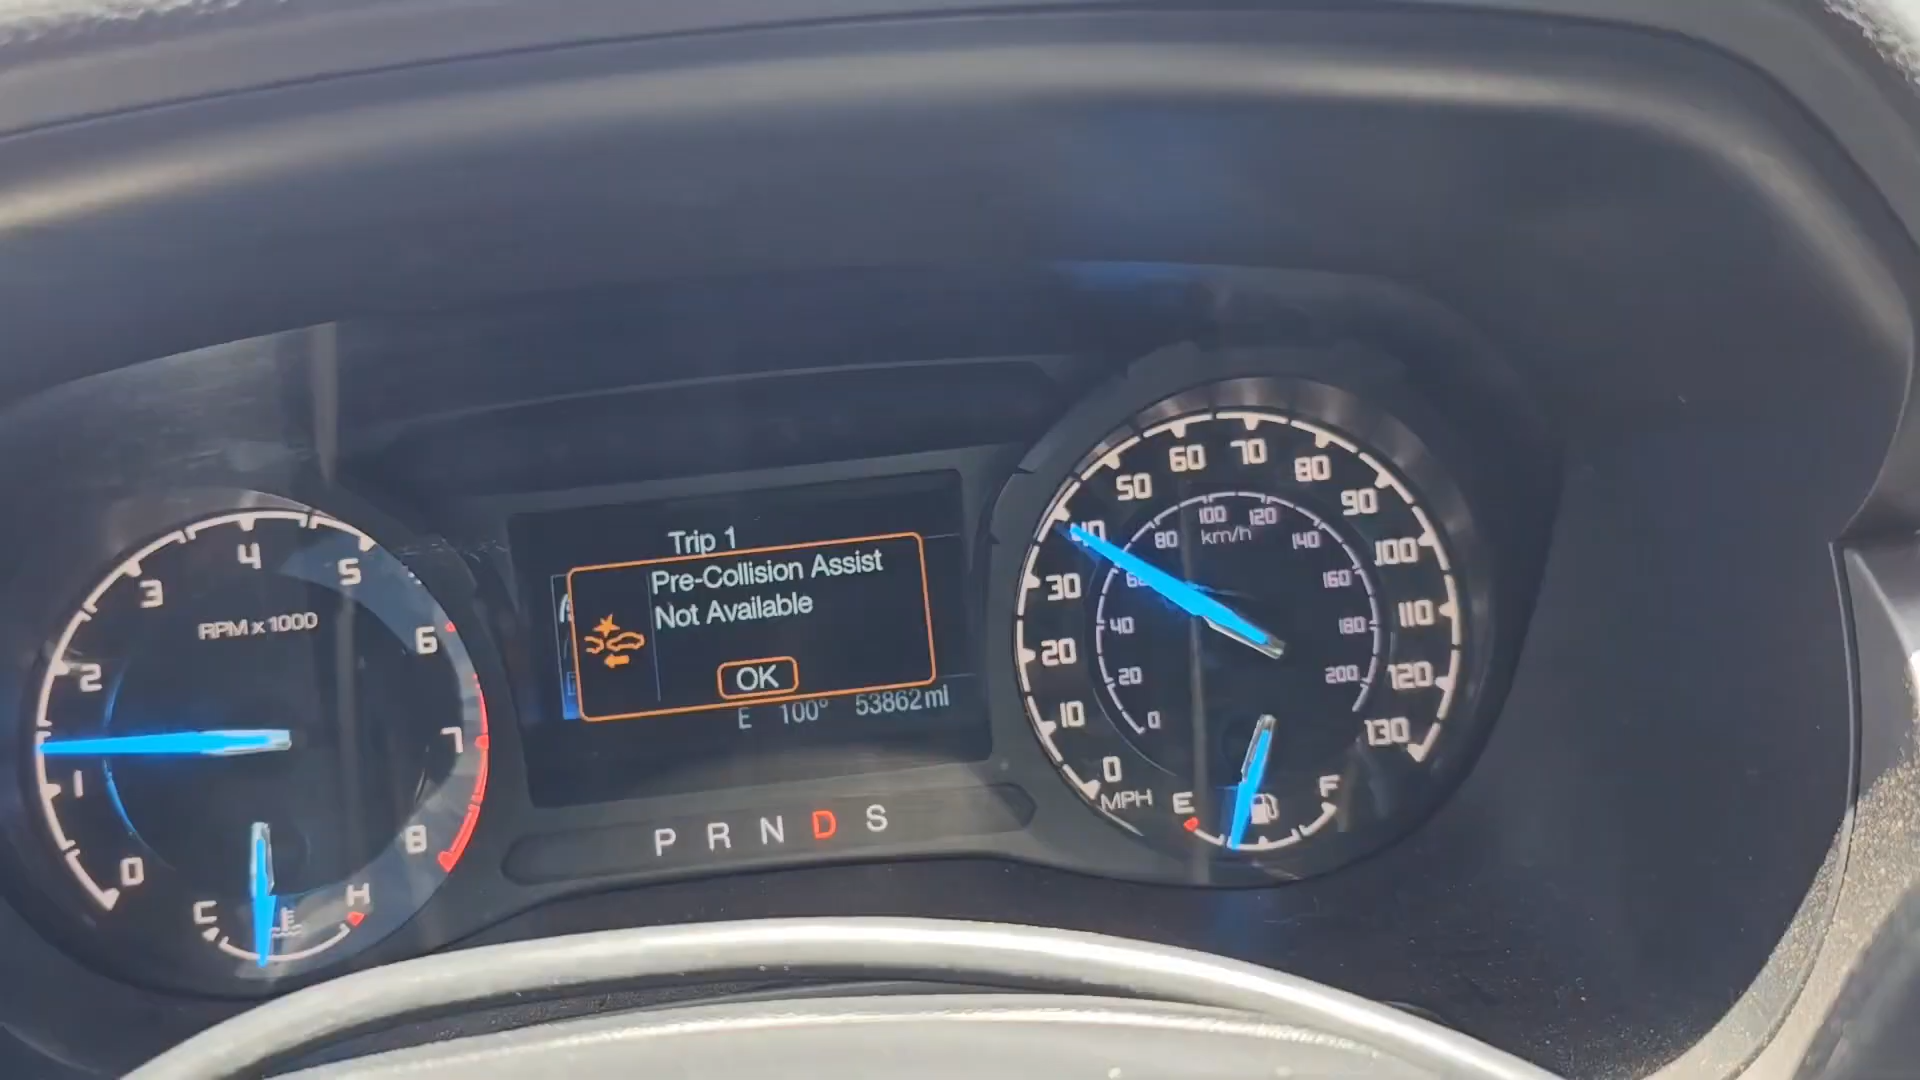 Trip 1
Pre-Collision Assist
Not Available
OK
E 100° 53862 mi
P R N D S
0 1 2 3 4 5 6 7 8
RPM x 1000
C H
0 10 20 30 40 50 60 70 80 90 100 110 120 130
MPH
0 20 40 60 80 100 120 140 160 180 200
km/h
E F